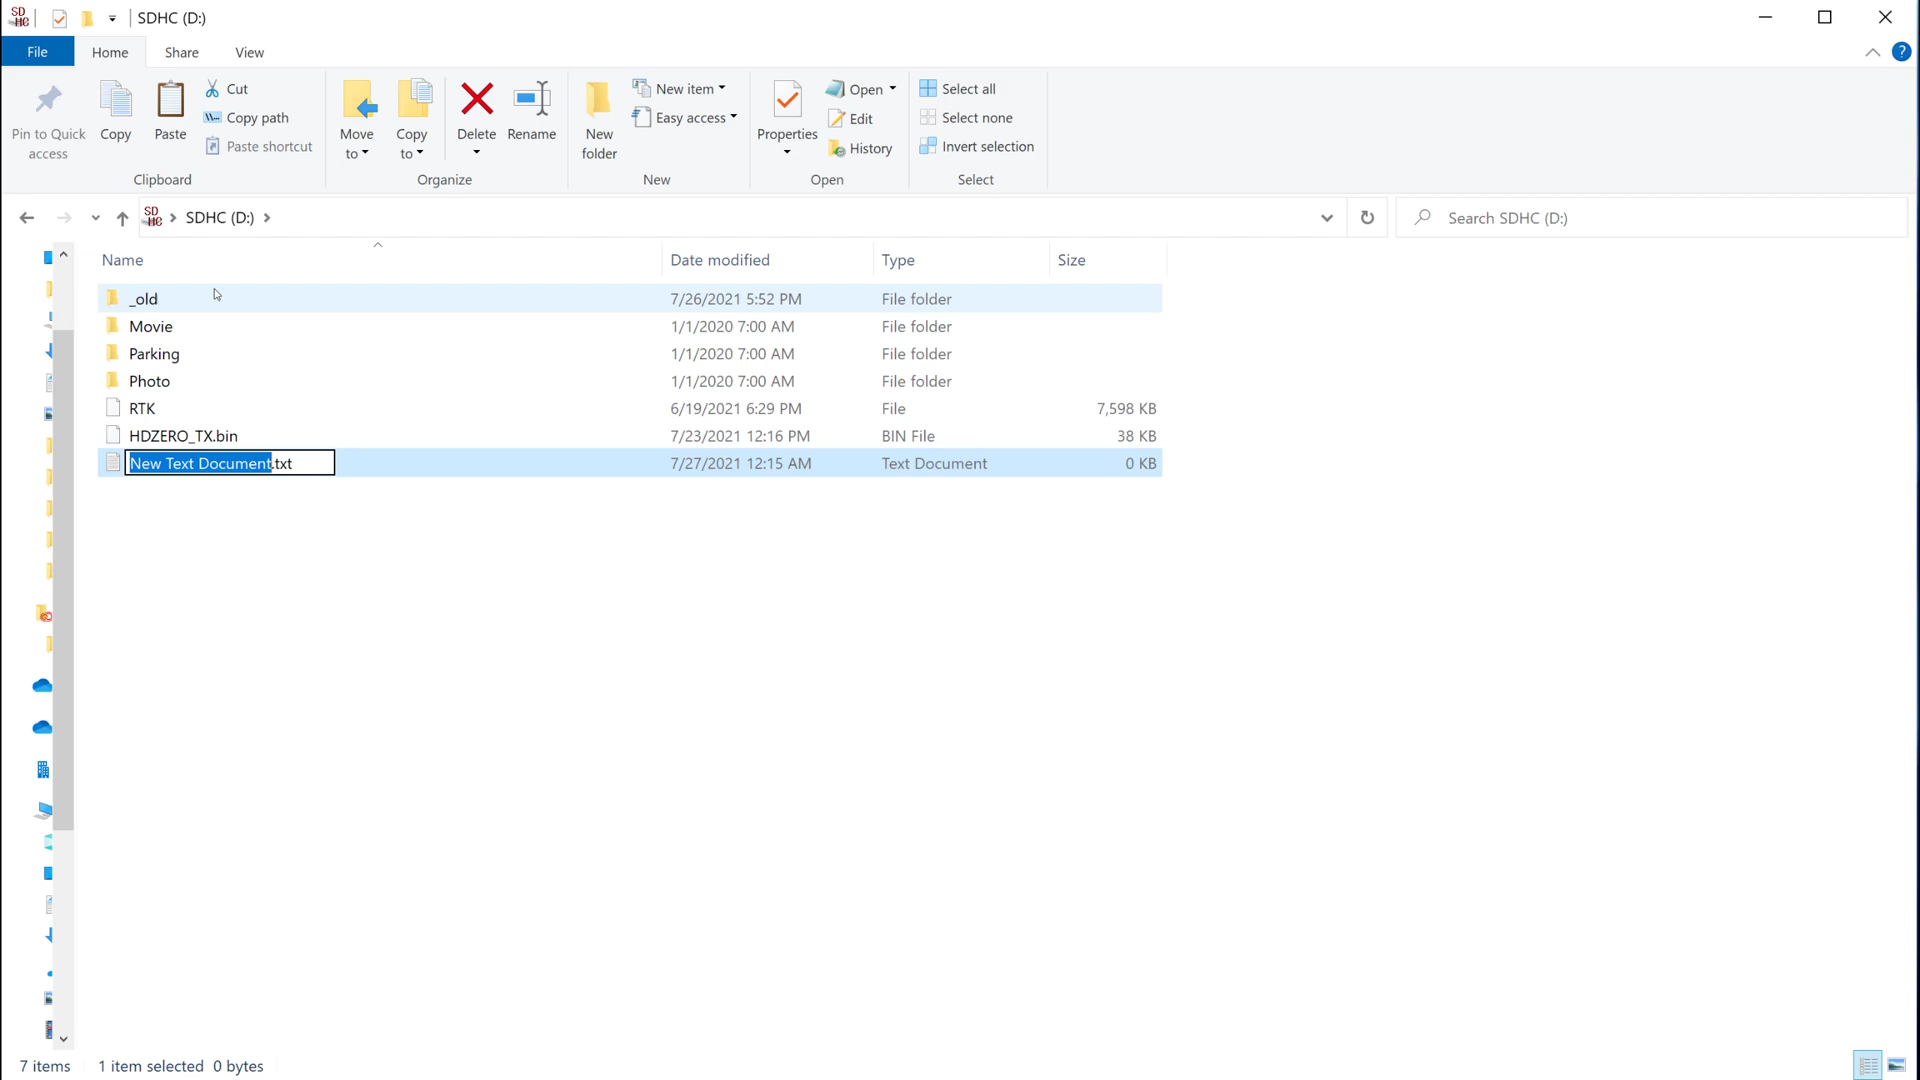 SD
HC
SDHC (D:)
File Home Share View ?
Pin to Quick
access
Copy
Paste
Cut
Copy path
Paste shortcut
Clipboard
Move
to
Copy
to
Delete
Rename
Organize
New
folder
New item
Easy access
New
Properties
Open
Edit
History
Open
Select all
Select none
Invert selection
Select
SD
HC
SDHC (D:)
Search SDHC (D:)
Name Date modified Type Size
_old 7/26/2021 5:52 PM File folder
Movie 1/1/2020 7:00 AM File folder
Parking 1/1/2020 7:00 AM File folder
Photo 1/1/2020 7:00 AM File folder
RTK 6/19/2021 6:29 PM File 7,598 KB
HDZERO_TX.bin 7/23/2021 12:16 PM BIN File 38 KB
New Text Document.txt 7/27/2021 12:15 AM Text Document 0 KB
7 items 1 item selected 0 bytes